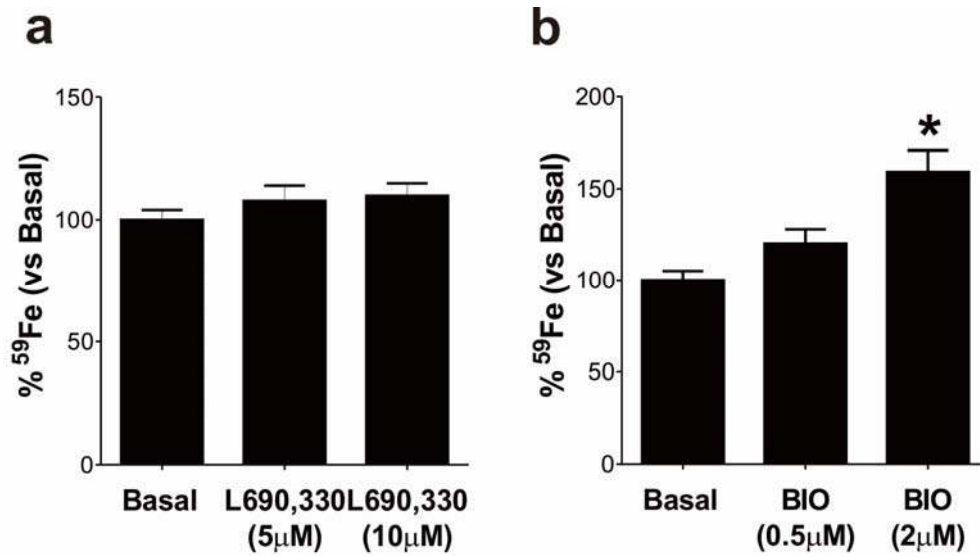 a
% ⁵⁹Fe (vs Basal)
150
100
50
0
Basal
L690,330
(5μM)
L690,330
(10μM)
b
% ⁵⁹Fe (vs Basal)
200
150
100
50
0
*
Basal
BIO
(0.5μM)
BIO
(2μM)